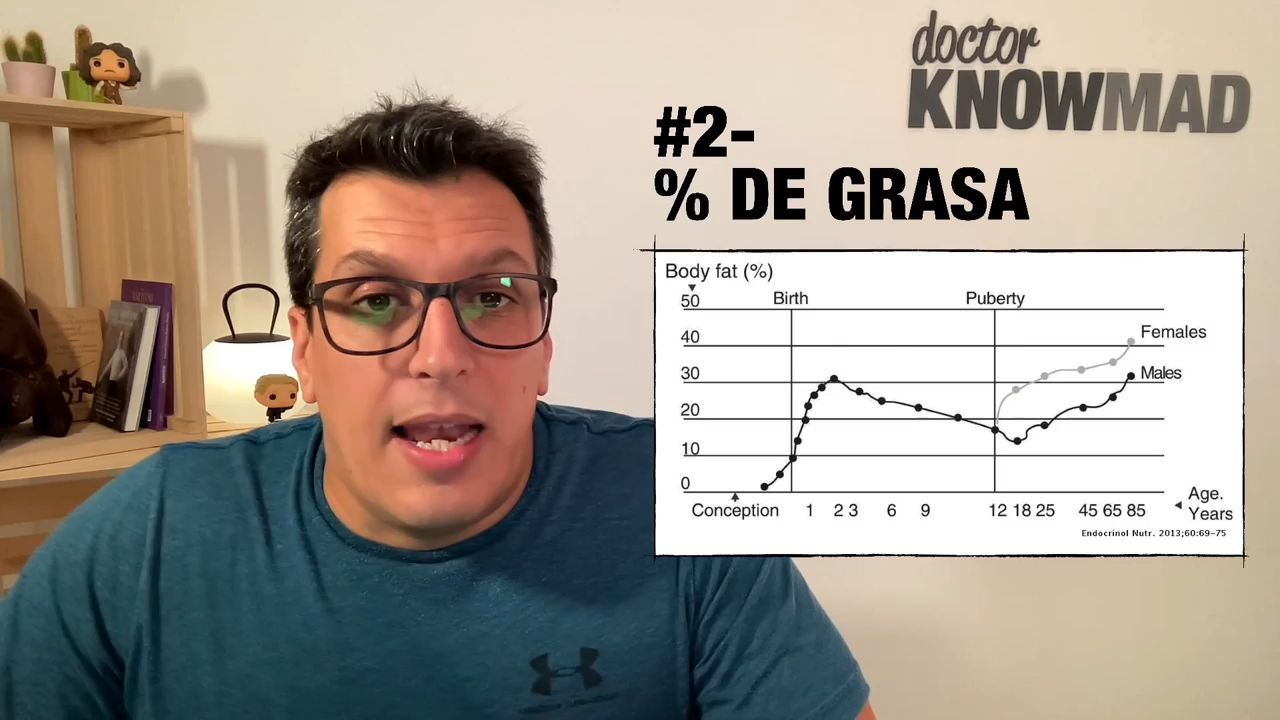 doctor
KNOWMAD
#2-
% DE GRASA
Body fat (%)
50
Birth
Puberty
40
Females
30
Males
20
10
0
Age.
Years
Conception
1 2 3 6 9 12 18 25 45 65 85
Endocrinol Nutr. 2013;60:69–75